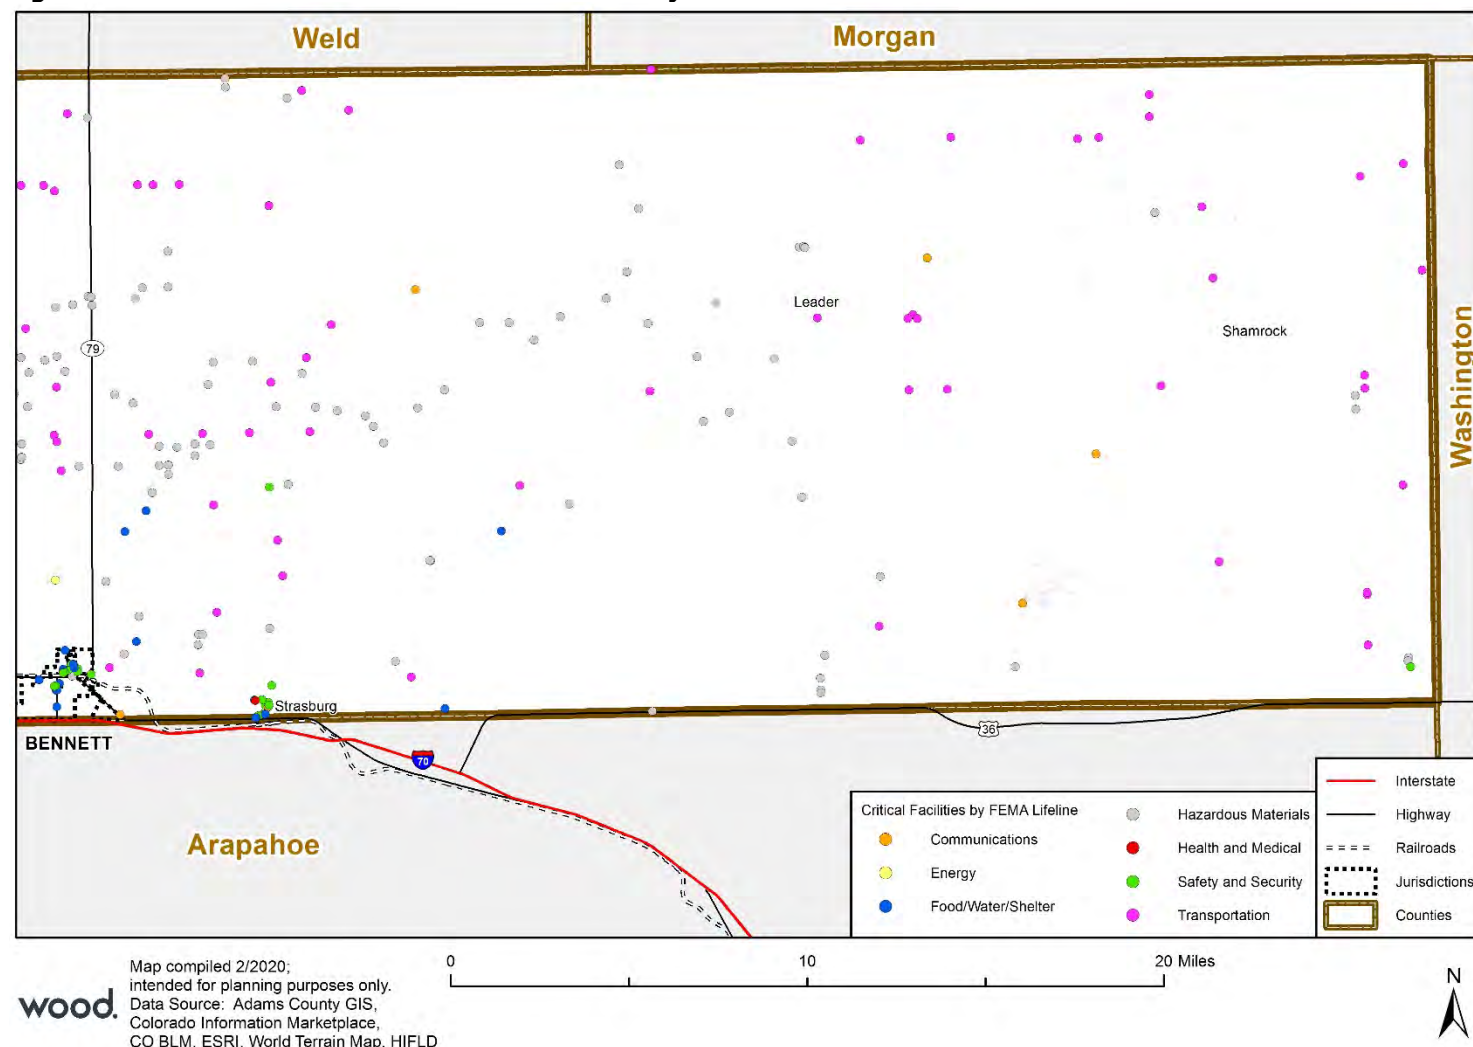 Weld
Morgan
79
Leader
Shamrock
Washington
Strasburg
BENNETT
70
36
Arapahoe
Critical Facilities by FEMA Lifeline
Communications
Energy
Food/Water/Shelter
Hazardous Materials
Health and Medical
Safety and Security
Transportation
Interstate
Highway
Railroads
Jurisdictions
Counties
0 10 20 Miles
N
wood.
Map compiled 2/2020;
intended for planning purposes only.
Data Source: Adams County GIS,
Colorado Information Marketplace,
CO BLM, ESRI, World Terrain Map, HIFLD